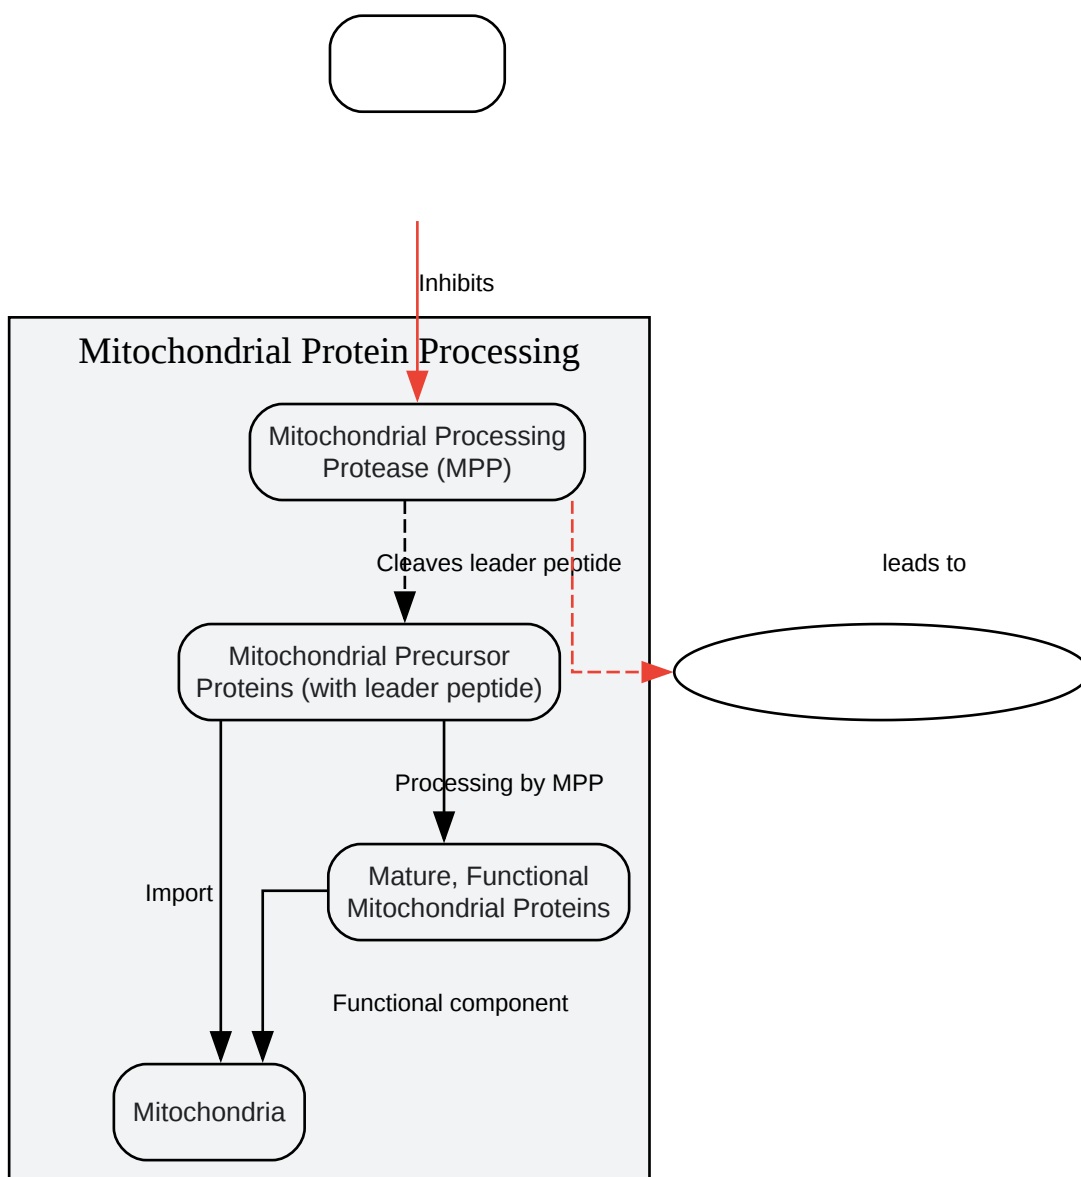 Inhibits
Mitochondrial Protein Processing
Mitochondrial Processing
Protease (MPP)
Cleaves leader peptide
leads to
Mitochondrial Precursor
Proteins (with leader peptide)
Processing by MPP
Mature, Functional
Mitochondrial Proteins
Import
Functional component
Mitochondria